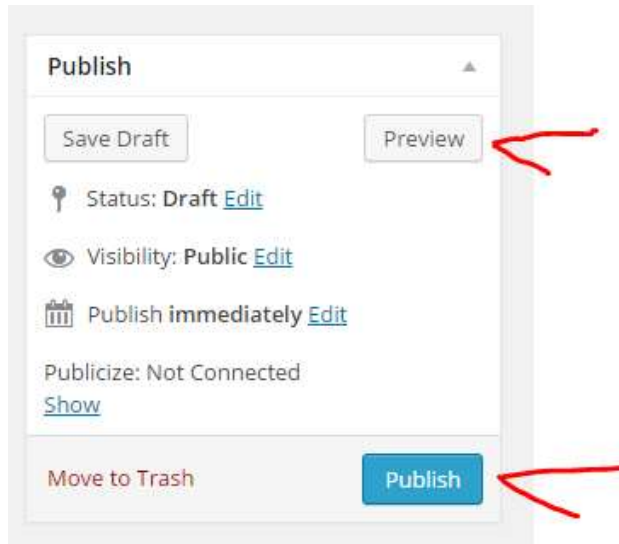 Publish
Save Draft Preview
Status: Draft Edit
Visibility: Public Edit
Publish immediately Edit
Publicize: Not Connected
Show
Move to Trash Publish